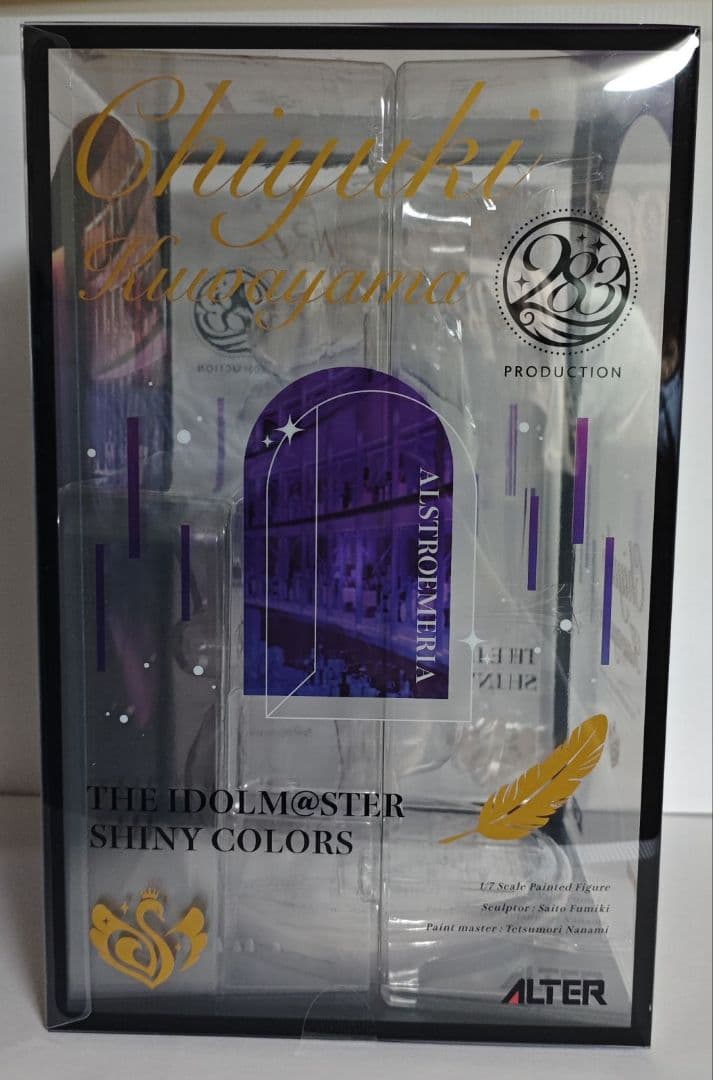 Chiyuki
Kuwayama
283
PRODUCTION
ALSTROEMERIA
THE IDOLM@STER
SHINY COLORS
1/7 Scale Painted Figure
Sculptor : Saito Fumiki
Paint master : Tetsumori Nanami
ALTER